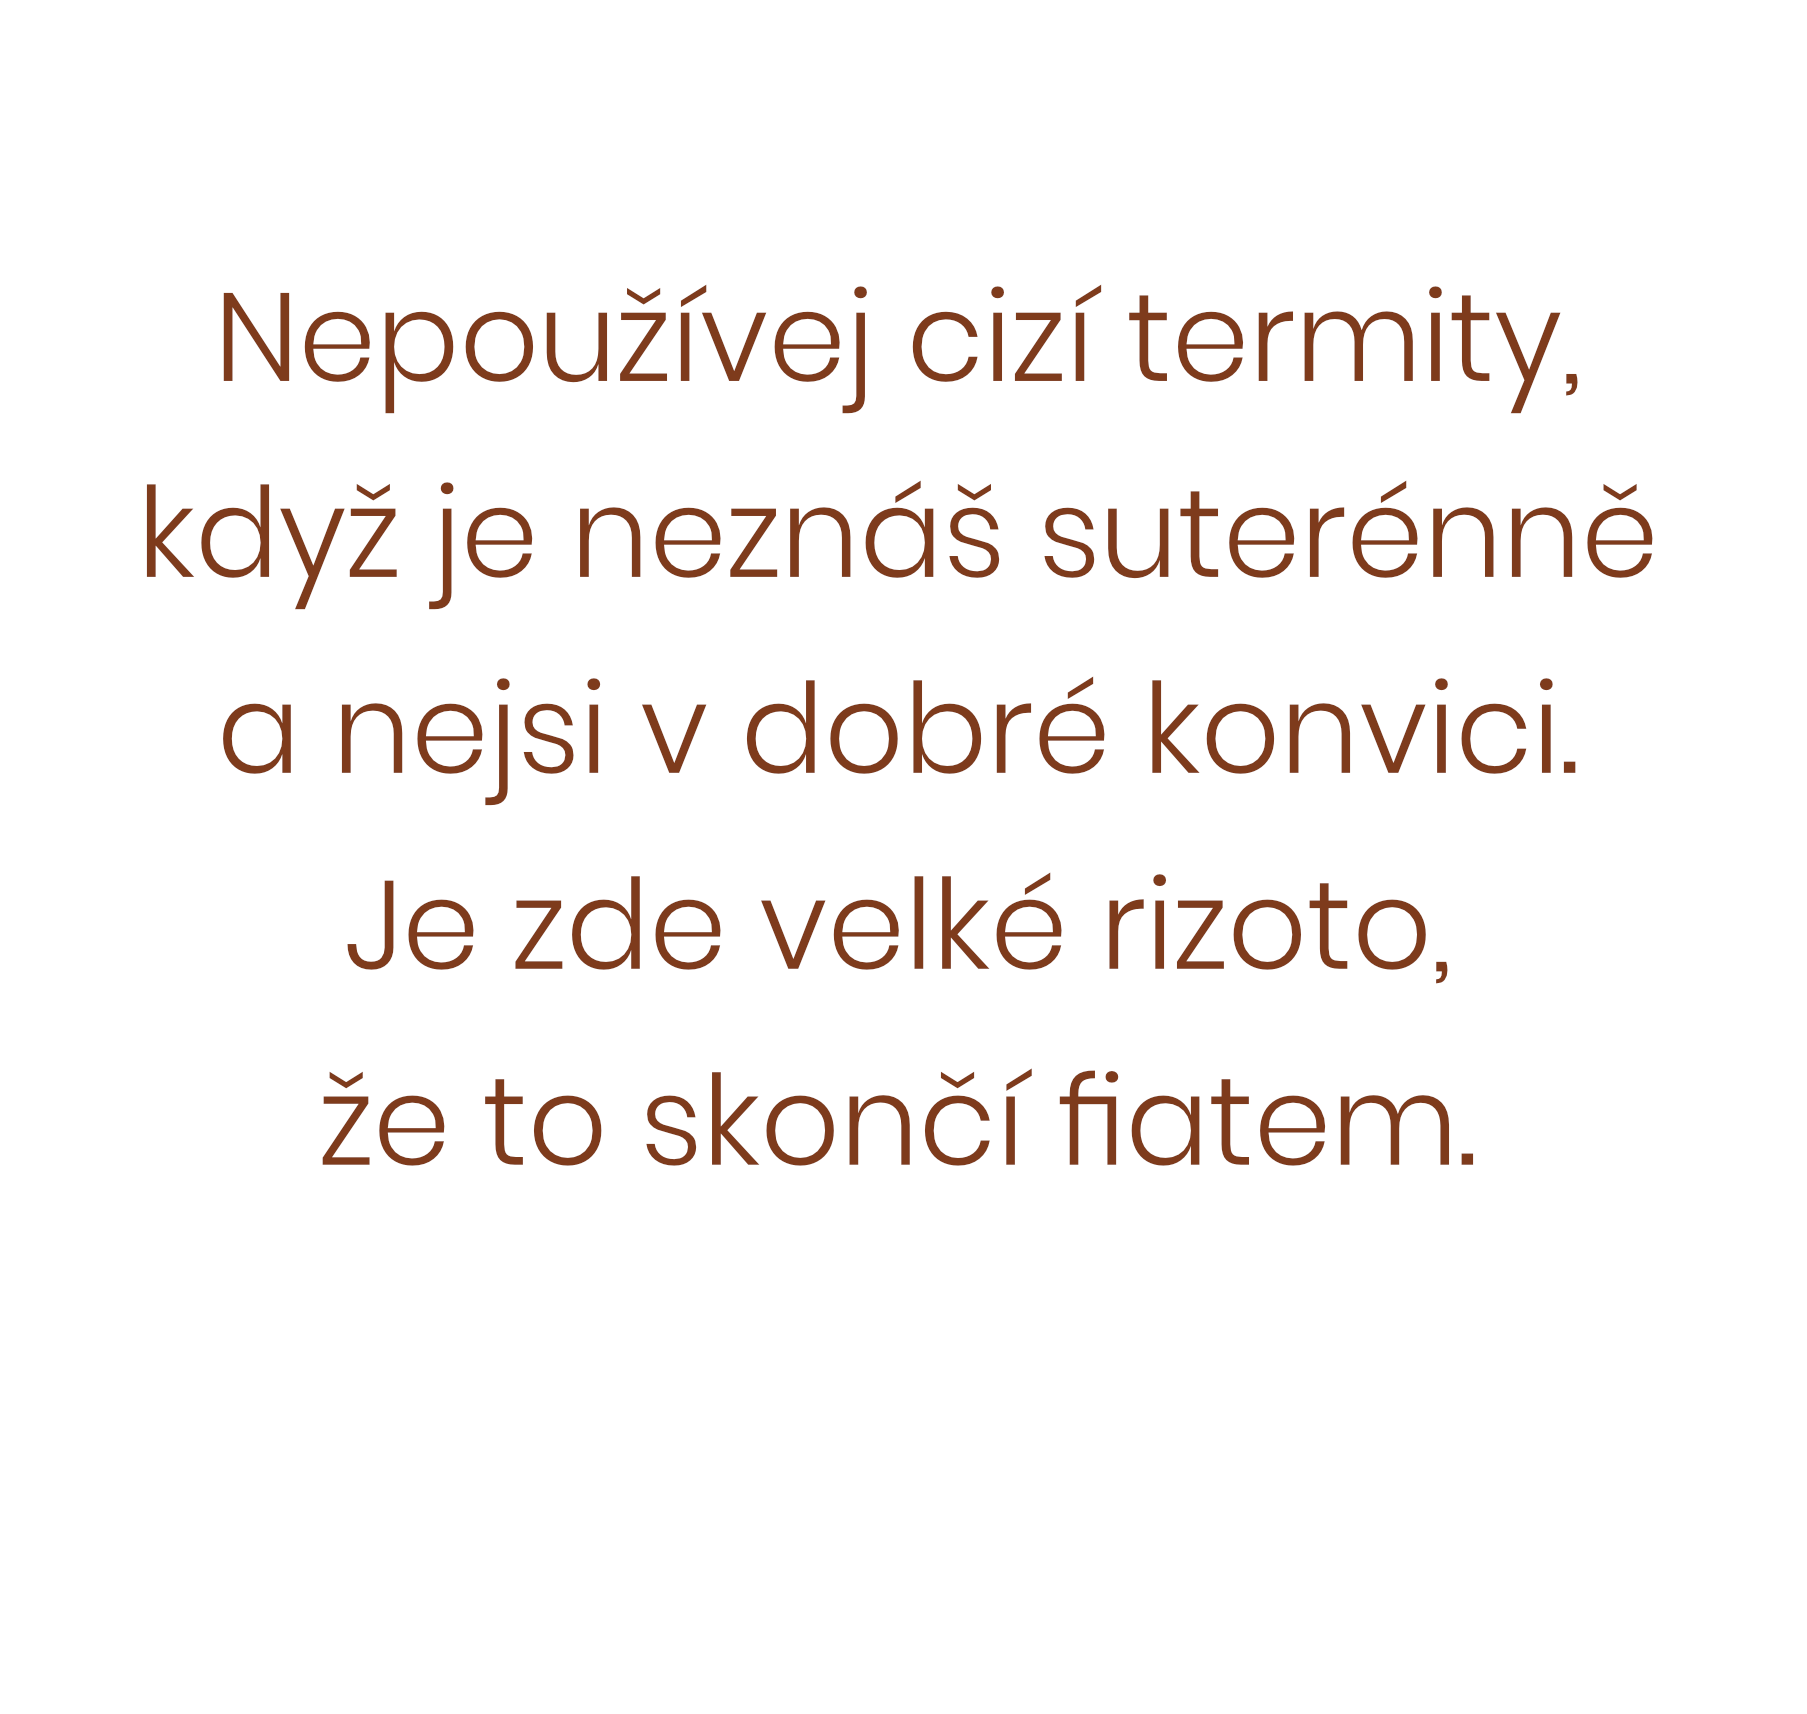 Nepoužívej cizí termity,
když je neznáš suterénně
a nejsi v dobré konvici.
Je zde velké rizoto,
že to skončí fiatem.